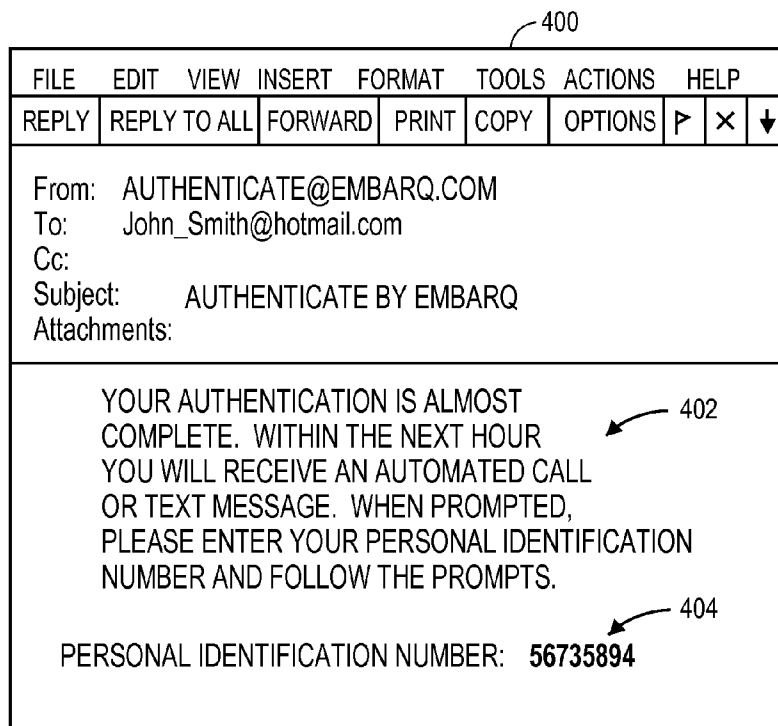 400
FILE EDIT VIEW INSERT FORMAT TOOLS ACTIONS HELP
REPLY REPLY TO ALL FORWARD PRINT COPY OPTIONS
From: AUTHENTICATE@EMBARQ.COM
To: John_Smith@hotmail.com
Cc:
Subject: AUTHENTICATE BY EMBARQ
Attachments:
YOUR AUTHENTICATION IS ALMOST
COMPLETE. WITHIN THE NEXT HOUR 402
YOU WILL RECEIVE AN AUTOMATED CALL
OR TEXT MESSAGE. WHEN PROMPTED,
PLEASE ENTER YOUR PERSONAL IDENTIFICATION
NUMBER AND FOLLOW THE PROMPTS.
404
PERSONAL IDENTIFICATION NUMBER: 56735894